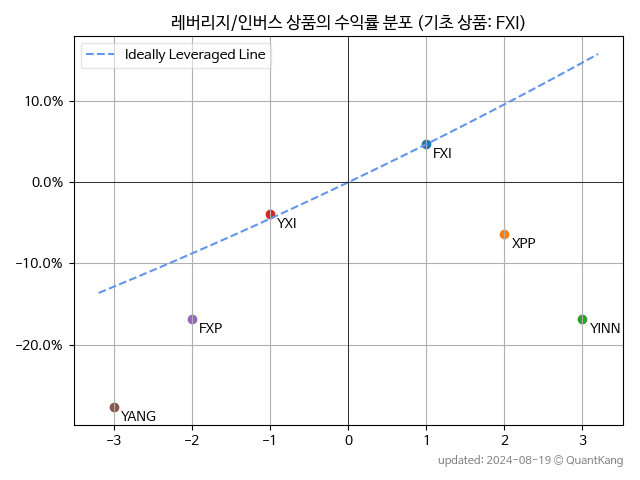 레버리지/인버스 상품의 수익률 분포 (기초 상품: FXI)
Ideally Leveraged Line
10.0%
FXI
0.0%
YXI
XPP
−10.0%
FXP
YINN
−20.0%
YANG
−3 −2 −1 0 1 2 3
updated: 2024-08-19 © QuantKang